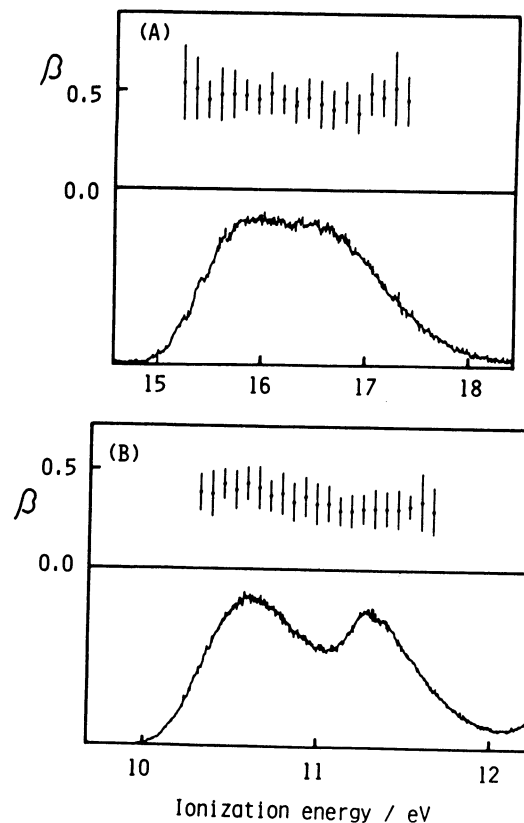 (A)
β
0.5
0.0
15 16 17 18
(B)
0.5
β
0.0
10 11 12
Ionization energy / eV